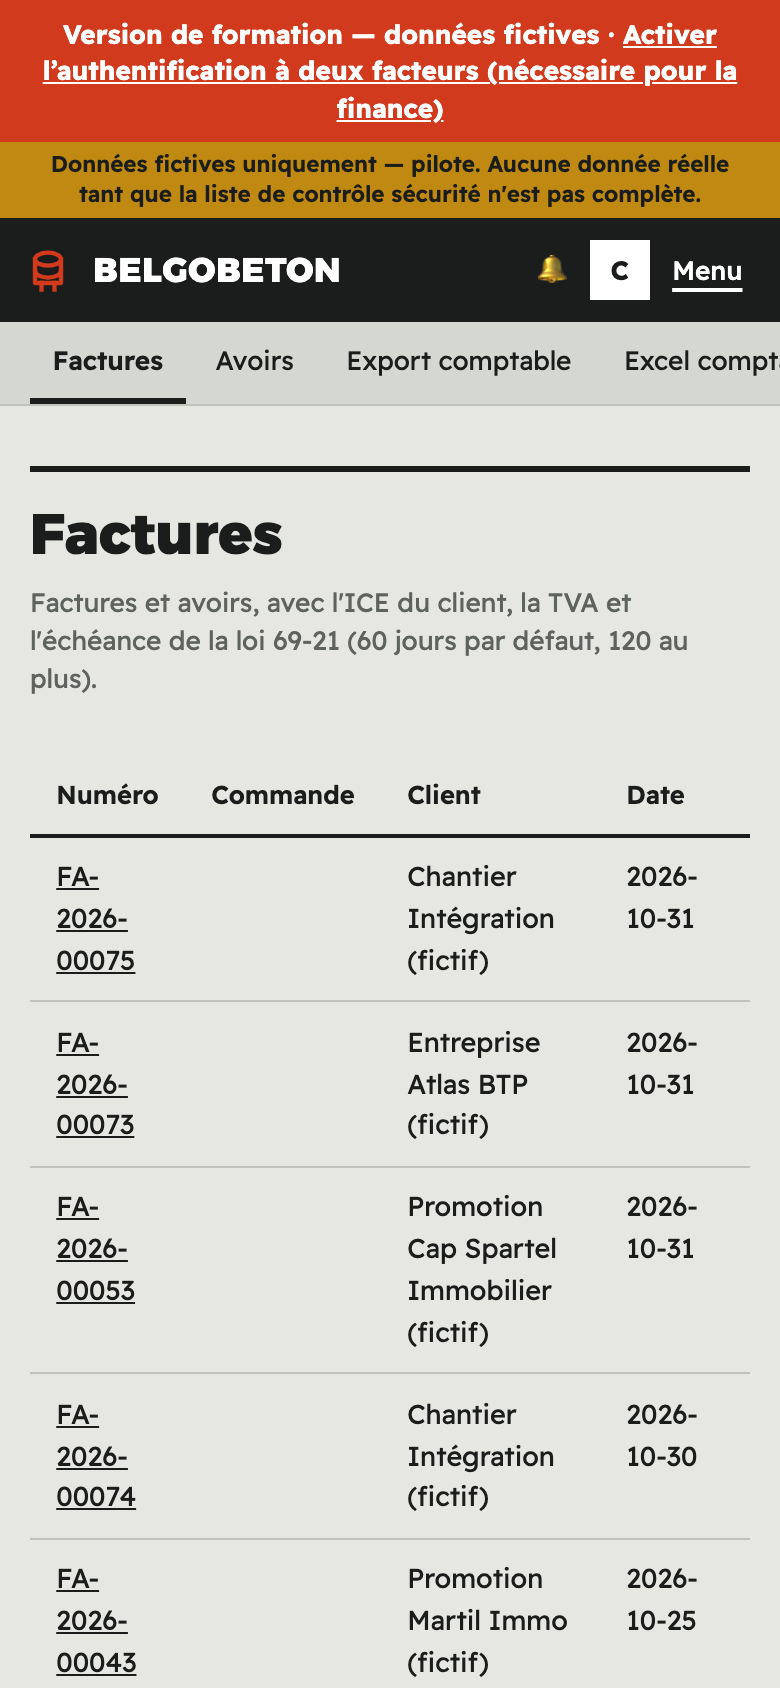 Version de formation — données fictives · Activer
l’authentification à deux facteurs (nécessaire pour la
finance)
Données fictives uniquement — pilote. Aucune donnée réelle
tant que la liste de contrôle sécurité n'est pas complète.
BELGOBETON C Menu
Factures Avoirs Export comptable Excel compt
Factures
Factures et avoirs, avec l'ICE du client, la TVA et
l'échéance de la loi 69-21 (60 jours par défaut, 120 au
plus).
Numéro Commande Client Date
FA- Chantier 2026-
2026- Intégration 10-31
00075 (fictif)
FA- Entreprise 2026-
2026- Atlas BTP 10-31
00073 (fictif)
FA- Promotion 2026-
2026- Cap Spartel 10-31
00053 Immobilier
(fictif)
FA- Chantier 2026-
2026- Intégration 10-30
00074 (fictif)
FA- Promotion 2026-
2026- Martil Immo 10-25
00043 (fictif)